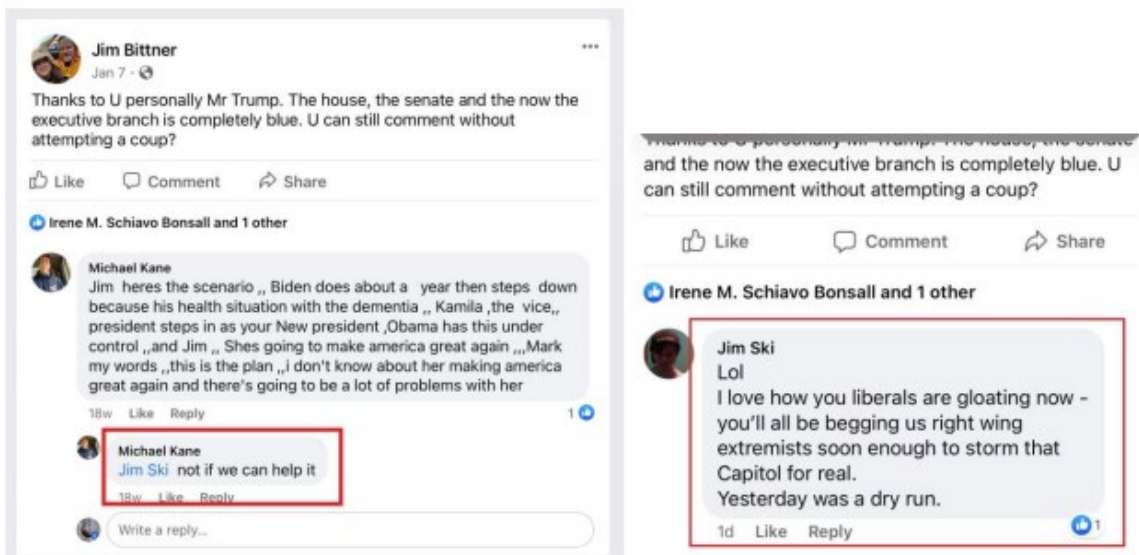 Jim Bittner
Jan 7 ·
Thanks to U personally Mr Trump. The house, the senate and the now the
executive branch is completely blue. U can still comment without
attempting a coup?
Like Comment Share
Irene M. Schiavo Bonsall and 1 other
Michael Kane
Jim heres the scenario ,, Biden does about a year then steps down
because his health situation with the dementia ,, Kamila ,the vice,,
president steps in as your New president ,Obama has this under
control ,,and Jim ,, Shes going to make america great again ,,,Mark
my words ,,this is the plan ,,i don't know about her making america
great again and there's going to be a lot of problems with her
18w Like Reply 1
Michael Kane
Jim Ski not if we can help it
18w Like Reply
Write a reply...
Thanks to U personally Mr Trump. The house, the senate
and the now the executive branch is completely blue. U
can still comment without attempting a coup?
Like Comment Share
Irene M. Schiavo Bonsall and 1 other
Jim Ski
Lol
I love how you liberals are gloating now -
you'll all be begging us right wing
extremists soon enough to storm that
Capitol for real.
Yesterday was a dry run.
1d Like Reply 1